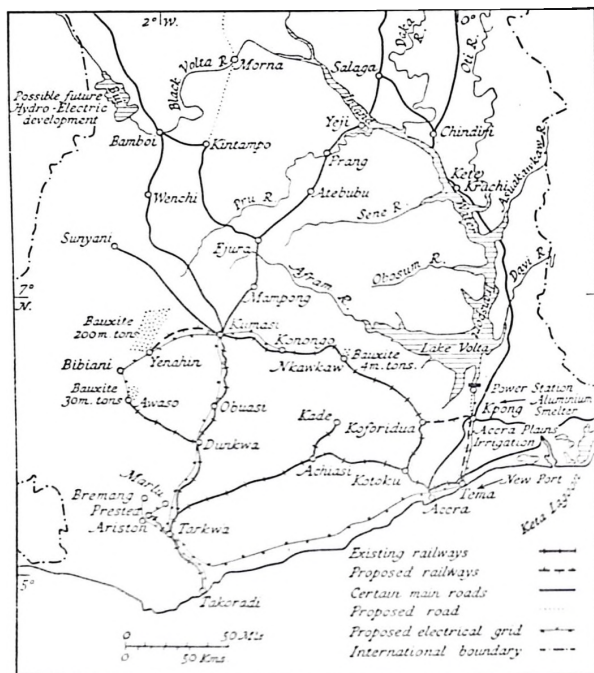 2° W.
0°
Daka R.
Oti R.
Black Volta R.
Morna
Salaga
Possible future
Hydro-Electric
development
Bamboi
Kintampo
Yeji
Chindiri
Prang
Kete
Krachi
Asuakawkaw R.
Wenchi
Atebubu
Pru R.
Sene R.
Sunyani
Ejura
Obosum R.
Davi R.
7°
N.
Mampong
Afram R.
Bauxite
200m. tons
Kumasi
Konongo
Lake Volta
Bibiani
Yenahin
Nkawkaw
Bauxite
4m. tons.
Bauxite
30m. tons
Awaso
Obuasi
Kade
Koforidua
Power Station
Kpong
Aluminium
Smelter
Accra Plains
Irrigation
Dunkwa
Achiasi
Kotoku
Accra
Tema
New Port
Keta Lagoon
Marlu
Bremang
Prestea
Ariston
Tarkwa
Takoradi
5°
Existing railways
Proposed railways
Certain main roads
Proposed road
Proposed electrical grid
International boundary
0 50 Mls
0 50 Kms